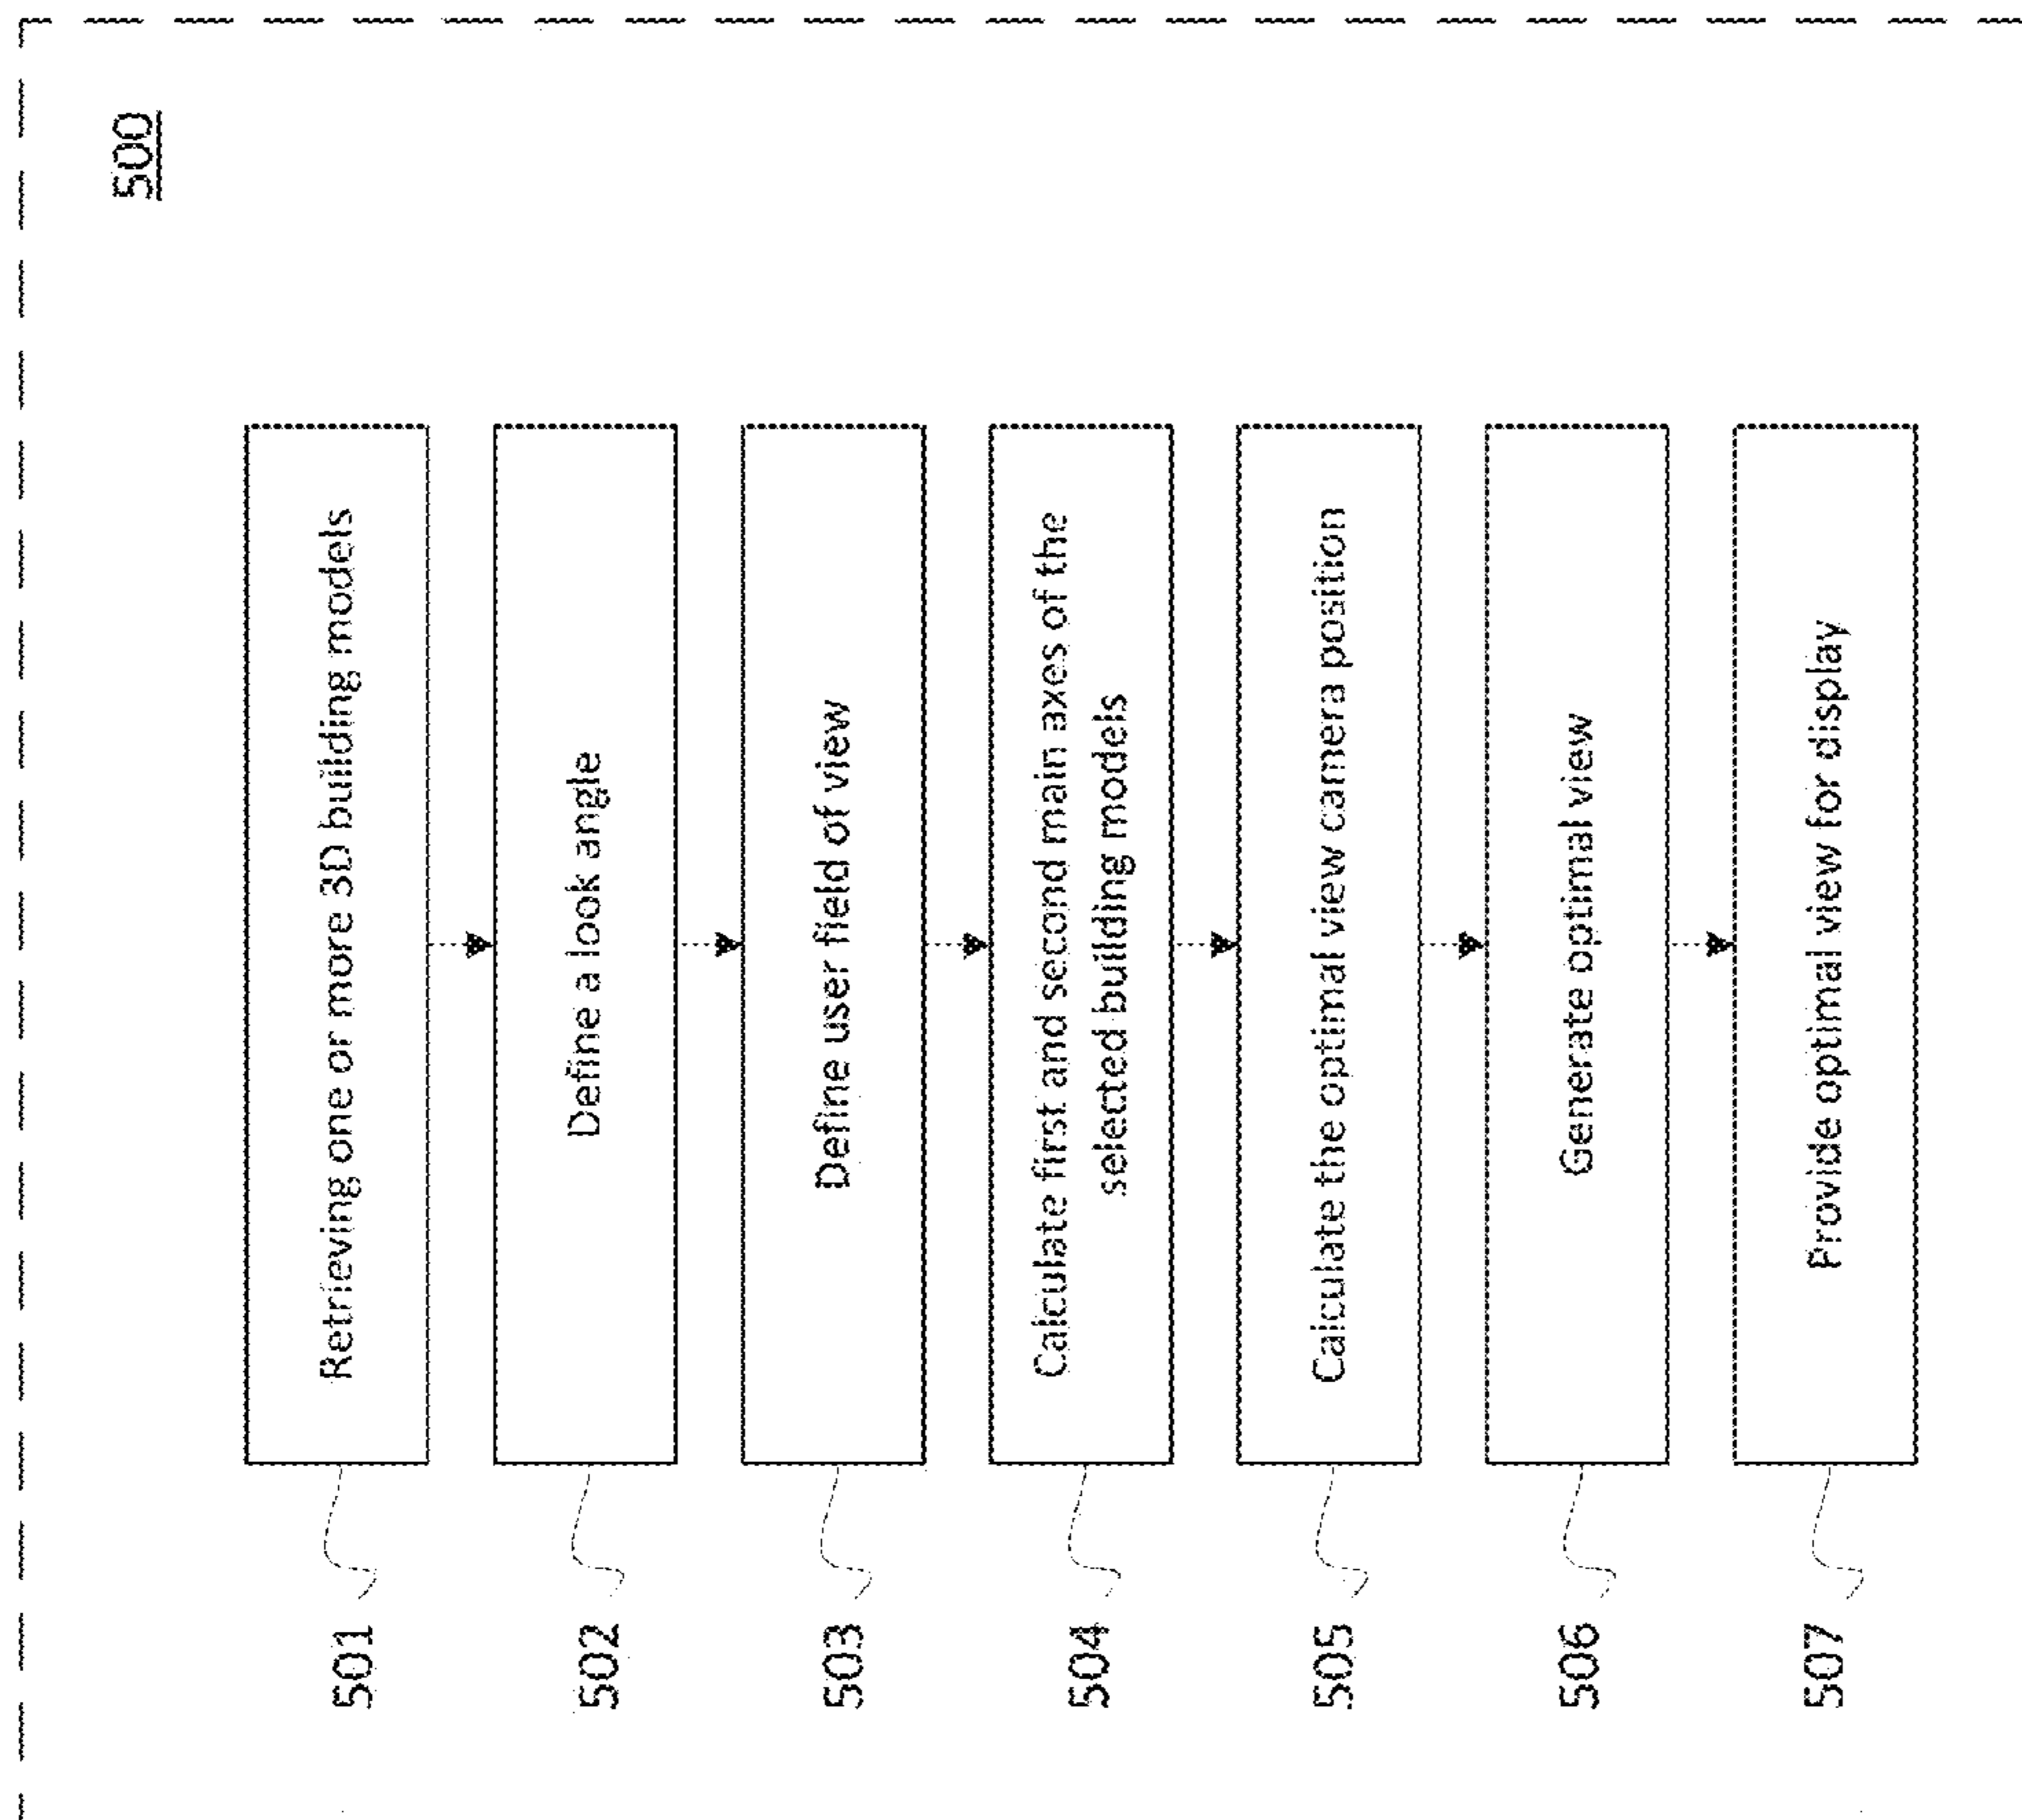 500
501
Retrieving one or more 3D building models
502
Define a look angle
503
Define user field of view
504
Calculate first and second main axes of the
selected building models
505
Calculate the optimal view camera position
506
Generate optimal view
507
Provide optimal view for display